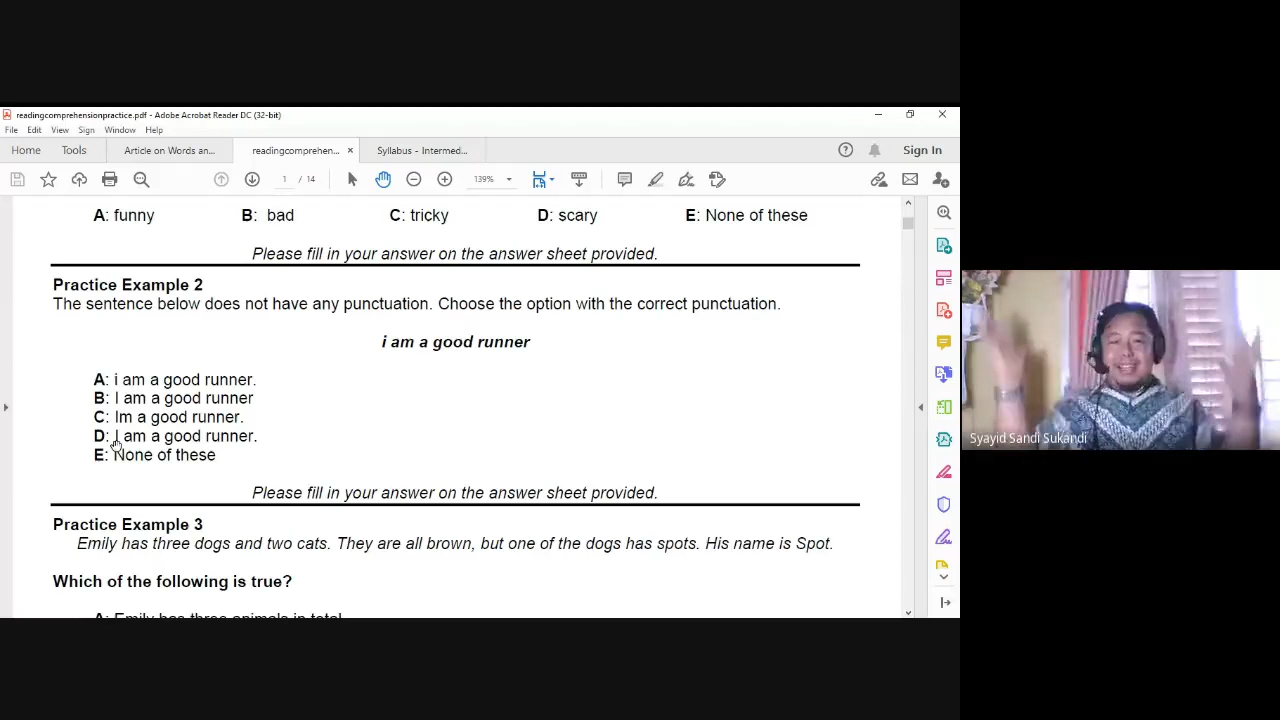 readingcomprehensionpractice.pdf - Adobe Acrobat Reader DC (32-bit)
File Edit View Sign Window Help
Home Tools Article on Words an... readingcomprehen... Syllabus - Intermed... Sign In
1 / 14 139%
A: funny B: bad C: tricky D: scary E: None of these
Please fill in your answer on the answer sheet provided.
Practice Example 2
The sentence below does not have any punctuation. Choose the option with the correct punctuation.
i am a good runner
A: i am a good runner.
B: I am a good runner
C: Im a good runner.
D: I am a good runner.
E: None of these
Please fill in your answer on the answer sheet provided.
Practice Example 3
Emily has three dogs and two cats. They are all brown, but one of the dogs has spots. His name is Spot.
Which of the following is true?
A: Emily has three animals in total
Syayid Sandi Sukandi